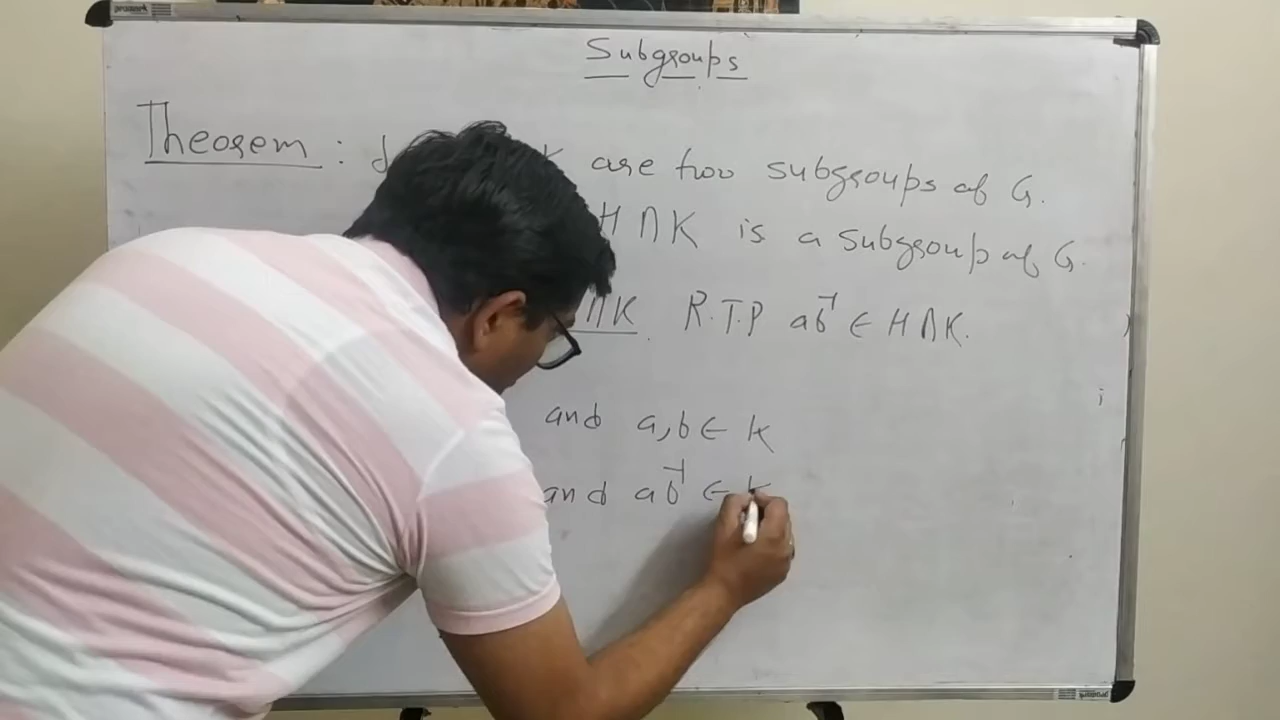 Subgroups
Theorem : K are two subgroups of G.
H ∩ K is a subgroup of G.
∩ K. R.T.P ab⁻¹ ∈ H ∩ K.
and a,b ∈ K
and ab⁻¹ ∈ K